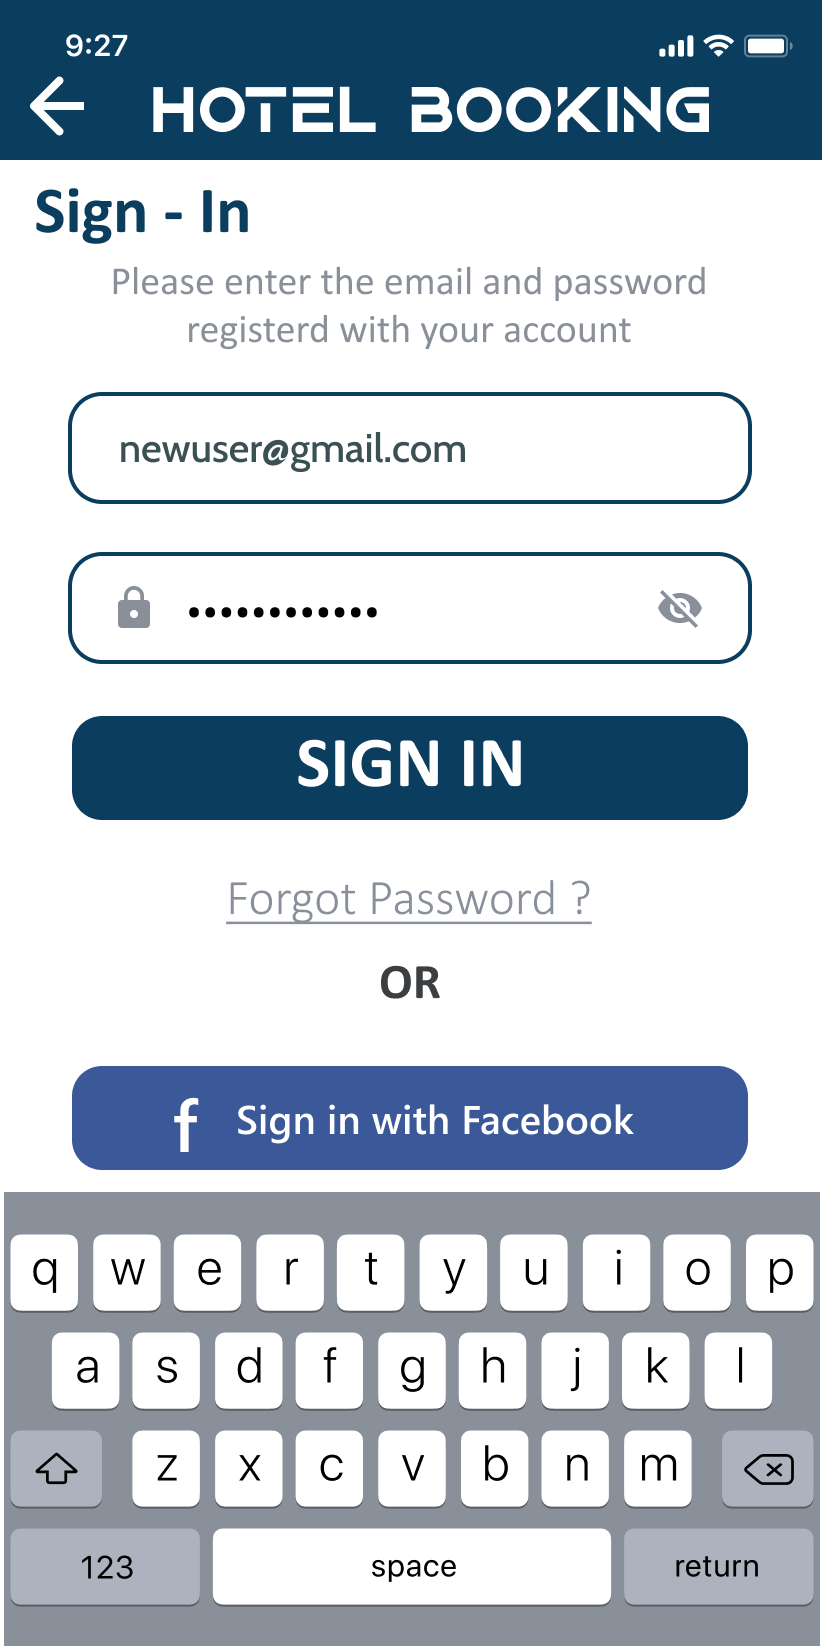 9:27
HOTEL BOOKING
Sign - In
Please enter the email and password
registerd with your account
newuser@gmail.com
••••••••••••
SIGN IN
Forgot Password ?
OR
f Sign in with Facebook
q w e r t y u i o p
a s d f g h j k l
z x c v b n m
123 space return